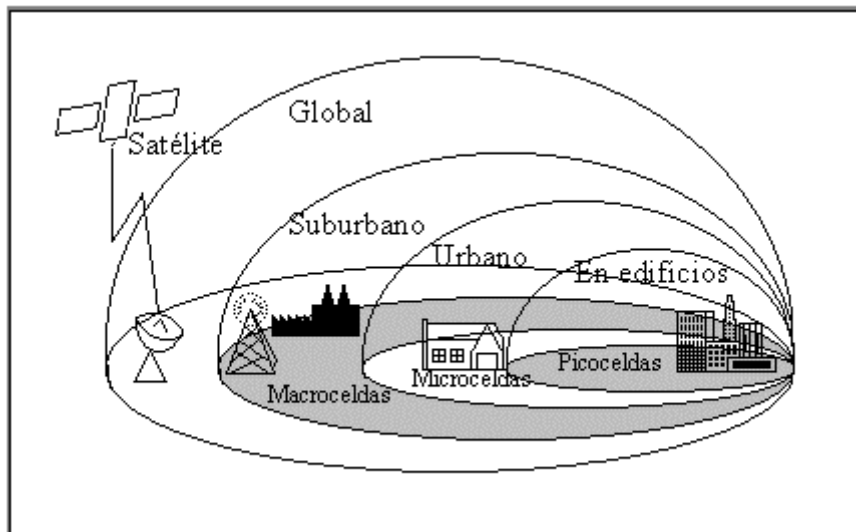 Global
Satélite
Suburbano
Urbano
En edificios
Picoceldas
Microceldas
Macroceldas